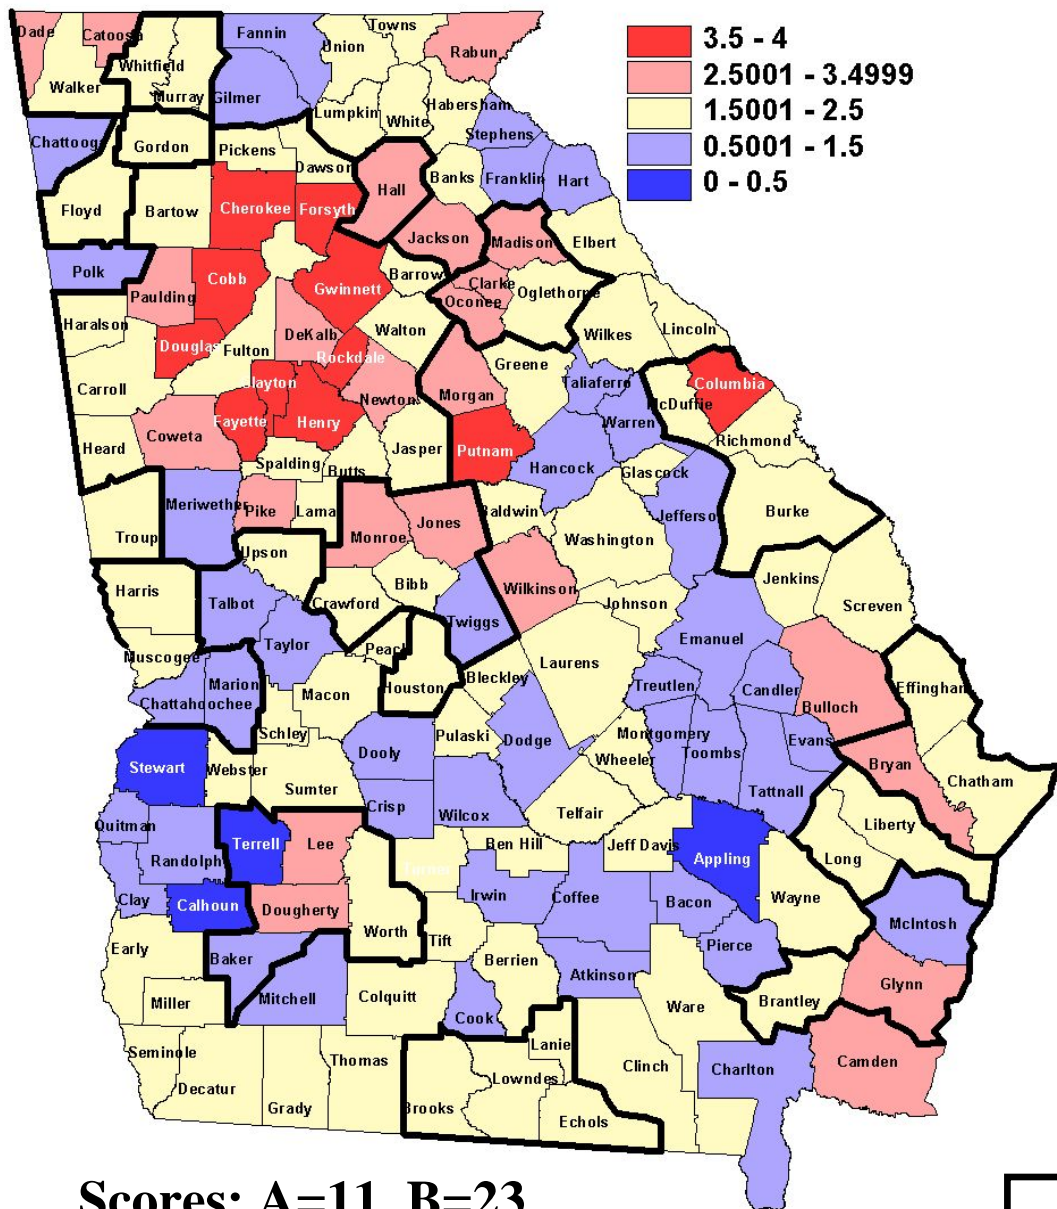 3.5 - 4
2.5001 - 3.4999
1.5001 - 2.5
0.5001 - 1.5
0 - 0.5
Dade
Catoosa
Fannin
Towns
Union
Rabun
Walker
Whitfield
Murray
Gilmer
Lumpkin
White
Habersham
Stephens
Chattoog
Gordon
Pickens
Dawson
Hall
Banks
Franklin
Hart
Floyd
Bartow
Cherokee
Forsyth
Jackson
Madison
Elbert
Polk
Paulding
Cobb
Gwinnett
Barrow
Clarke
Oconee
Oglethorpe
Haralson
Douglas
Fulton
DeKalb
Rockdale
Walton
Wilkes
Lincoln
Carroll
layton
Newton
Morgan
Greene
Taliaferro
McDuffie
Columbia
Heard
Coweta
Fayette
Henry
Jasper
Putnam
Warren
Richmond
Spalding
Butts
Hancock
Glascock
Troup
Meriwether
Pike
Lama
Monroe
Jones
Baldwin
Washington
Jefferso
Burke
Harris
Upson
Talbot
Crawford
Bibb
Twiggs
Wilkinson
Johnson
Jenkins
Screven
Muscogee
Taylor
Peach
Laurens
Emanuel
Chattahoochee
Marion
Macon
Houston
Bleckley
Treutlen
Candler
Bulloch
Effingham
Schley
Dooly
Pulaski
Dodge
Montgomery
Wheeler
Toombs
Evans
Stewart
Webster
Sumter
Crisp
Wilcox
Telfair
Tattnall
Bryan
Chatham
Quitman
Randolph
Terrell
Lee
Turner
Ben Hill
Jeff Davis
Appling
Long
Liberty
Clay
Calhoun
Dougherty
Worth
Irwin
Coffee
Bacon
Wayne
McIntosh
Early
Baker
Tift
Berrien
Atkinson
Pierce
Miller
Mitchell
Colquitt
Cook
Ware
Brantley
Glynn
Seminole
Decatur
Grady
Thomas
Brooks
Lowndes
Lanie
Echols
Clinch
Charlton
Camden
Scores: A=11, B=23